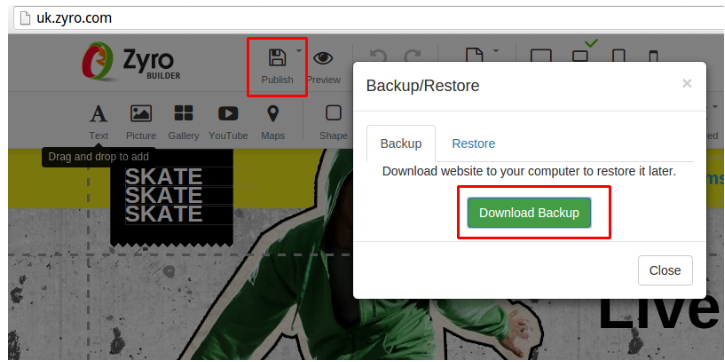 uk.zyro.com
Zyro
BUILDER
Publish
Preview
Text
Picture
Gallery
YouTube
Maps
Shape
Drag and drop to add
SKATE
SKATE
SKATE
Backup/Restore
×
Backup
Restore
Download website to your computer to restore it later.
Download Backup
Close
Live